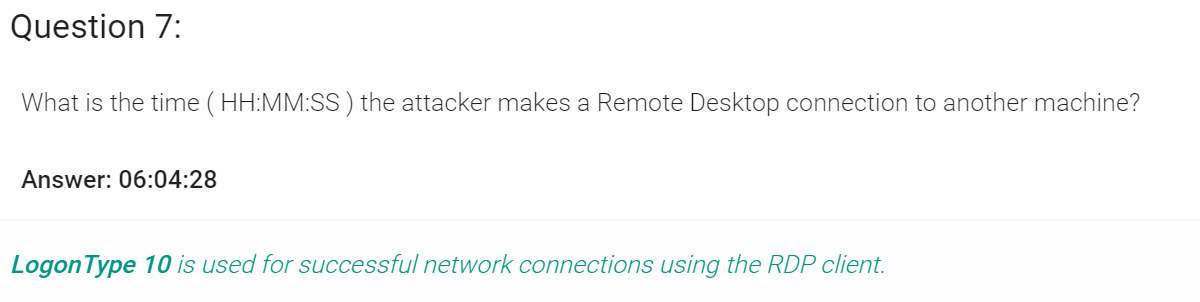 Question 7:
What is the time ( HH:MM:SS ) the attacker makes a Remote Desktop connection to another machine?
Answer: 06:04:28
LogonType 10 is used for successful network connections using the RDP client.